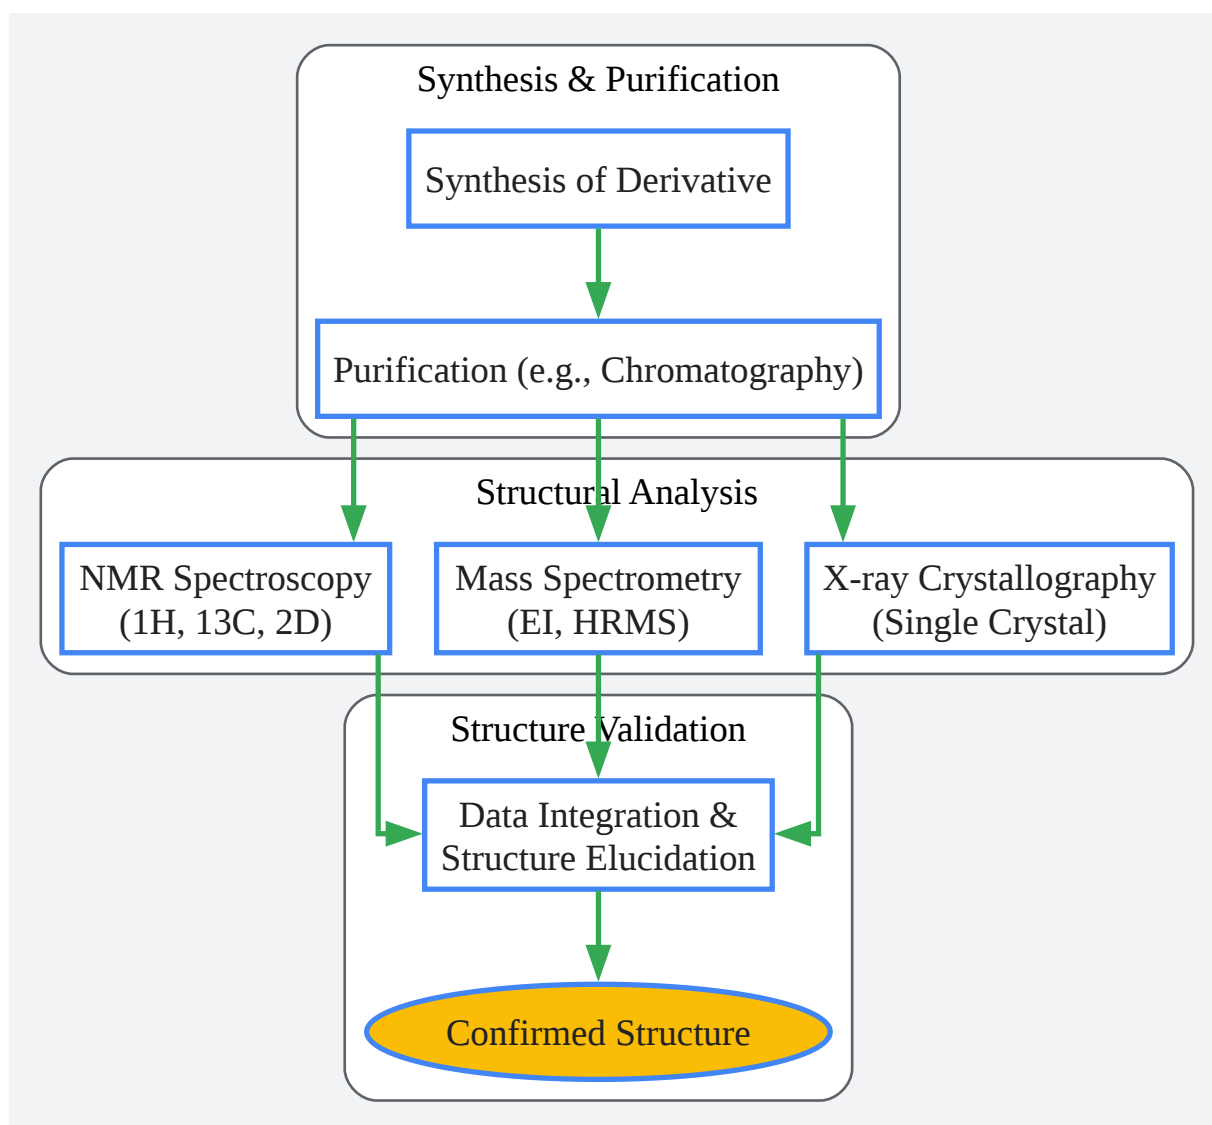 Synthesis & Purification
Synthesis of Derivative
Purification (e.g., Chromatography)
Structural Analysis
NMR Spectroscopy
(1H, 13C, 2D)
Mass Spectrometry
(EI, HRMS)
X-ray Crystallography
(Single Crystal)
Structure Validation
Data Integration &
Structure Elucidation
Confirmed Structure